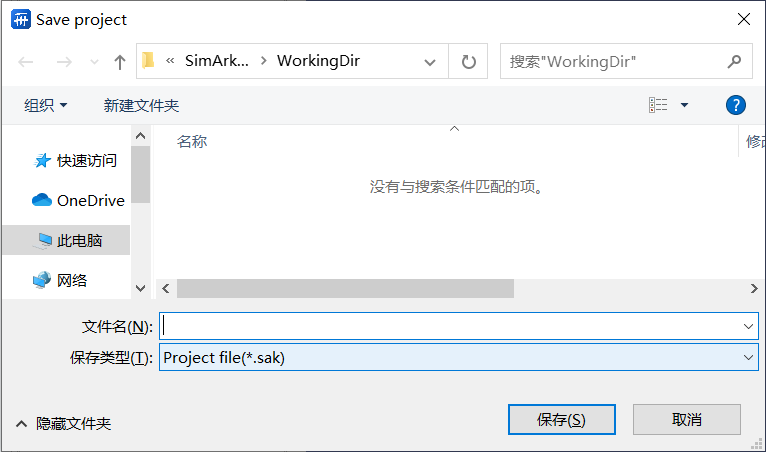 Save project
« SimArk... › WorkingDir
搜索"WorkingDir"
组织
新建文件夹
名称
修改
快速访问
没有与搜索条件匹配的项。
OneDrive
此电脑
网络
文件名(N):
保存类型(T): Project file(*.sak)
隐藏文件夹
保存(S)
取消